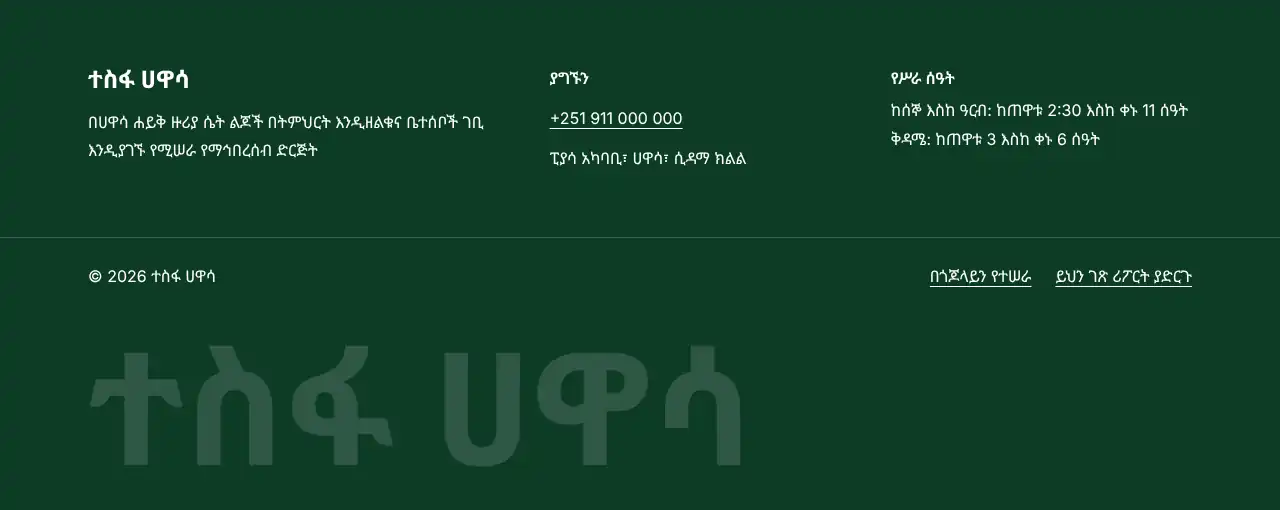 ተስፋ ሀዋሳ
በሀዋሳ ሐይቅ ዙሪያ ሴት ልጆች በትምህርት እንዲዘልቁና ቤተሰቦች ገቢ
እንዲያገኙ የሚሠራ የማኅበረሰብ ድርጅት
ያግኙን
+251 911 000 000
ፒያሳ አካባቢ፣ ሀዋሳ፣ ሲዳማ ክልል
የሥራ ሰዓት
ከሰኞ እስከ ዓርብ: ከጠዋቱ 2:30 እስከ ቀኑ 11 ሰዓት
ቅዳሜ: ከጠዋቱ 3 እስከ ቀኑ 6 ሰዓት
© 2026 ተስፋ ሀዋሳ
በጎጆላይን የተሠራ
ይህን ገጽ ሪፖርት ያድርጉ
ተስፋ ሀዋሳ